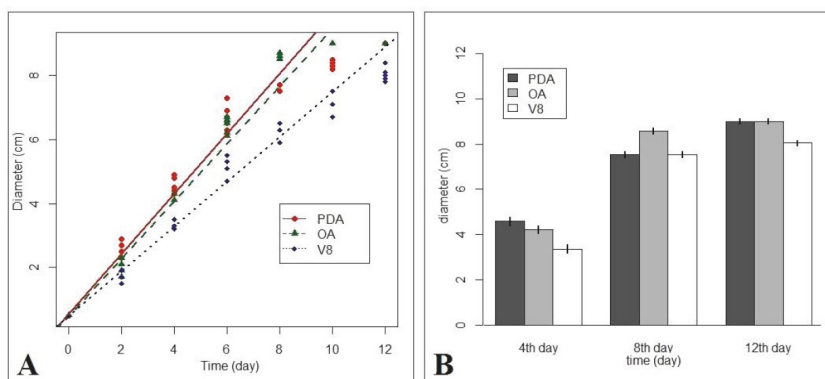 Diameter (cm)
8
6
4
2
PDA
OA
V8
0 2 4 6 8 10 12
Time (day)
A
diameter (cm)
12
10
8
6
4
2
0
PDA
OA
V8
4th day 8th day 12th day
time (day)
B